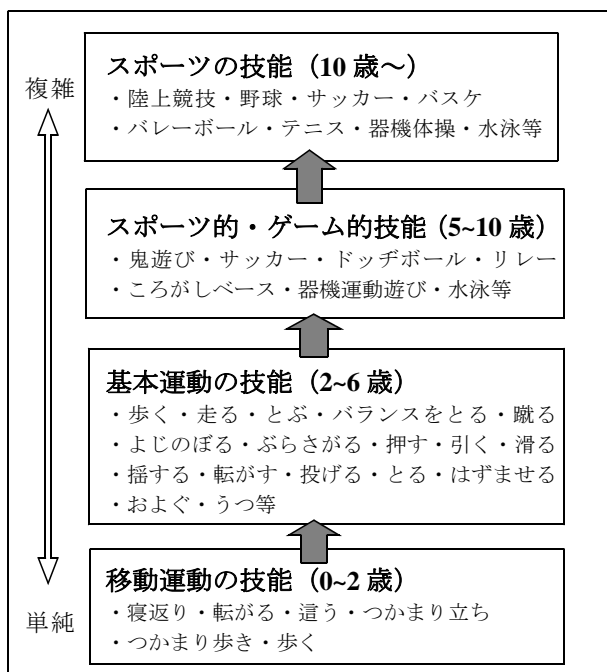 複雑
単純
スポーツの技能（10 歳～）
・陸上競技・野球・サッカー・バスケ
・バレーボール・テニス・器機体操・水泳等
スポーツ的・ゲーム的技能（5~10 歳）
・鬼遊び・サッカー・ドッヂボール・リレー
・ころがしベース・器機運動遊び・水泳等
基本運動の技能（2~6 歳）
・歩く・走る・とぶ・バランスをとる・蹴る
・よじのぼる・ぶらさがる・押す・引く・滑る
・揺する・転がす・投げる・とる・はずませる
・およぐ・うつ等
移動運動の技能（0~2 歳）
・寝返り・転がる・這う・つかまり立ち
・つかまり歩き・歩く